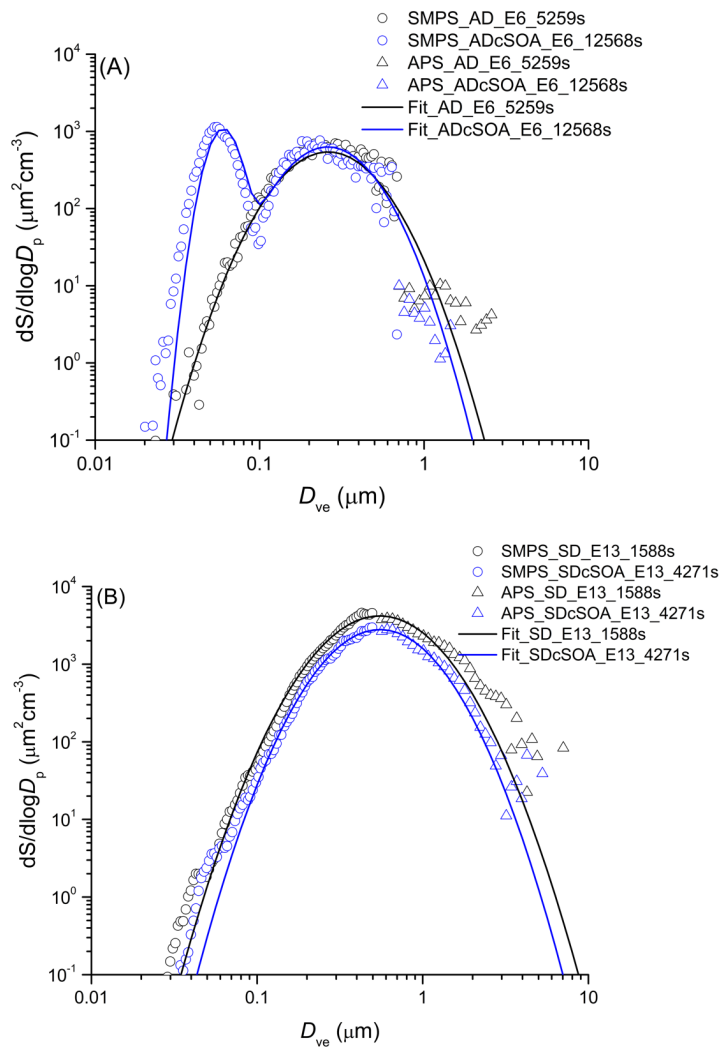 SMPS_AD_E6_5259s
SMPS_ADcSOA_E6_12568s
APS_AD_E6_5259s
APS_ADcSOA_E6_12568s
Fit_AD_E6_5259s
Fit_ADcSOA_E6_12568s
(A)
10⁴
10³
10²
10¹
10⁰
10⁻¹
dS/dlogDₚ (μm²cm⁻³)
0.01 0.1 1 10
D_ve (μm)
SMPS_SD_E13_1588s
SMPS_SDcSOA_E13_4271s
APS_SD_E13_1588s
APS_SDcSOA_E13_4271s
Fit_SD_E13_1588s
Fit_SDcSOA_E13_4271s
(B)
10⁴
10³
10²
10¹
10⁰
10⁻¹
dS/dlogDₚ (μm²cm⁻³)
0.01 0.1 1 10
D_ve (μm)